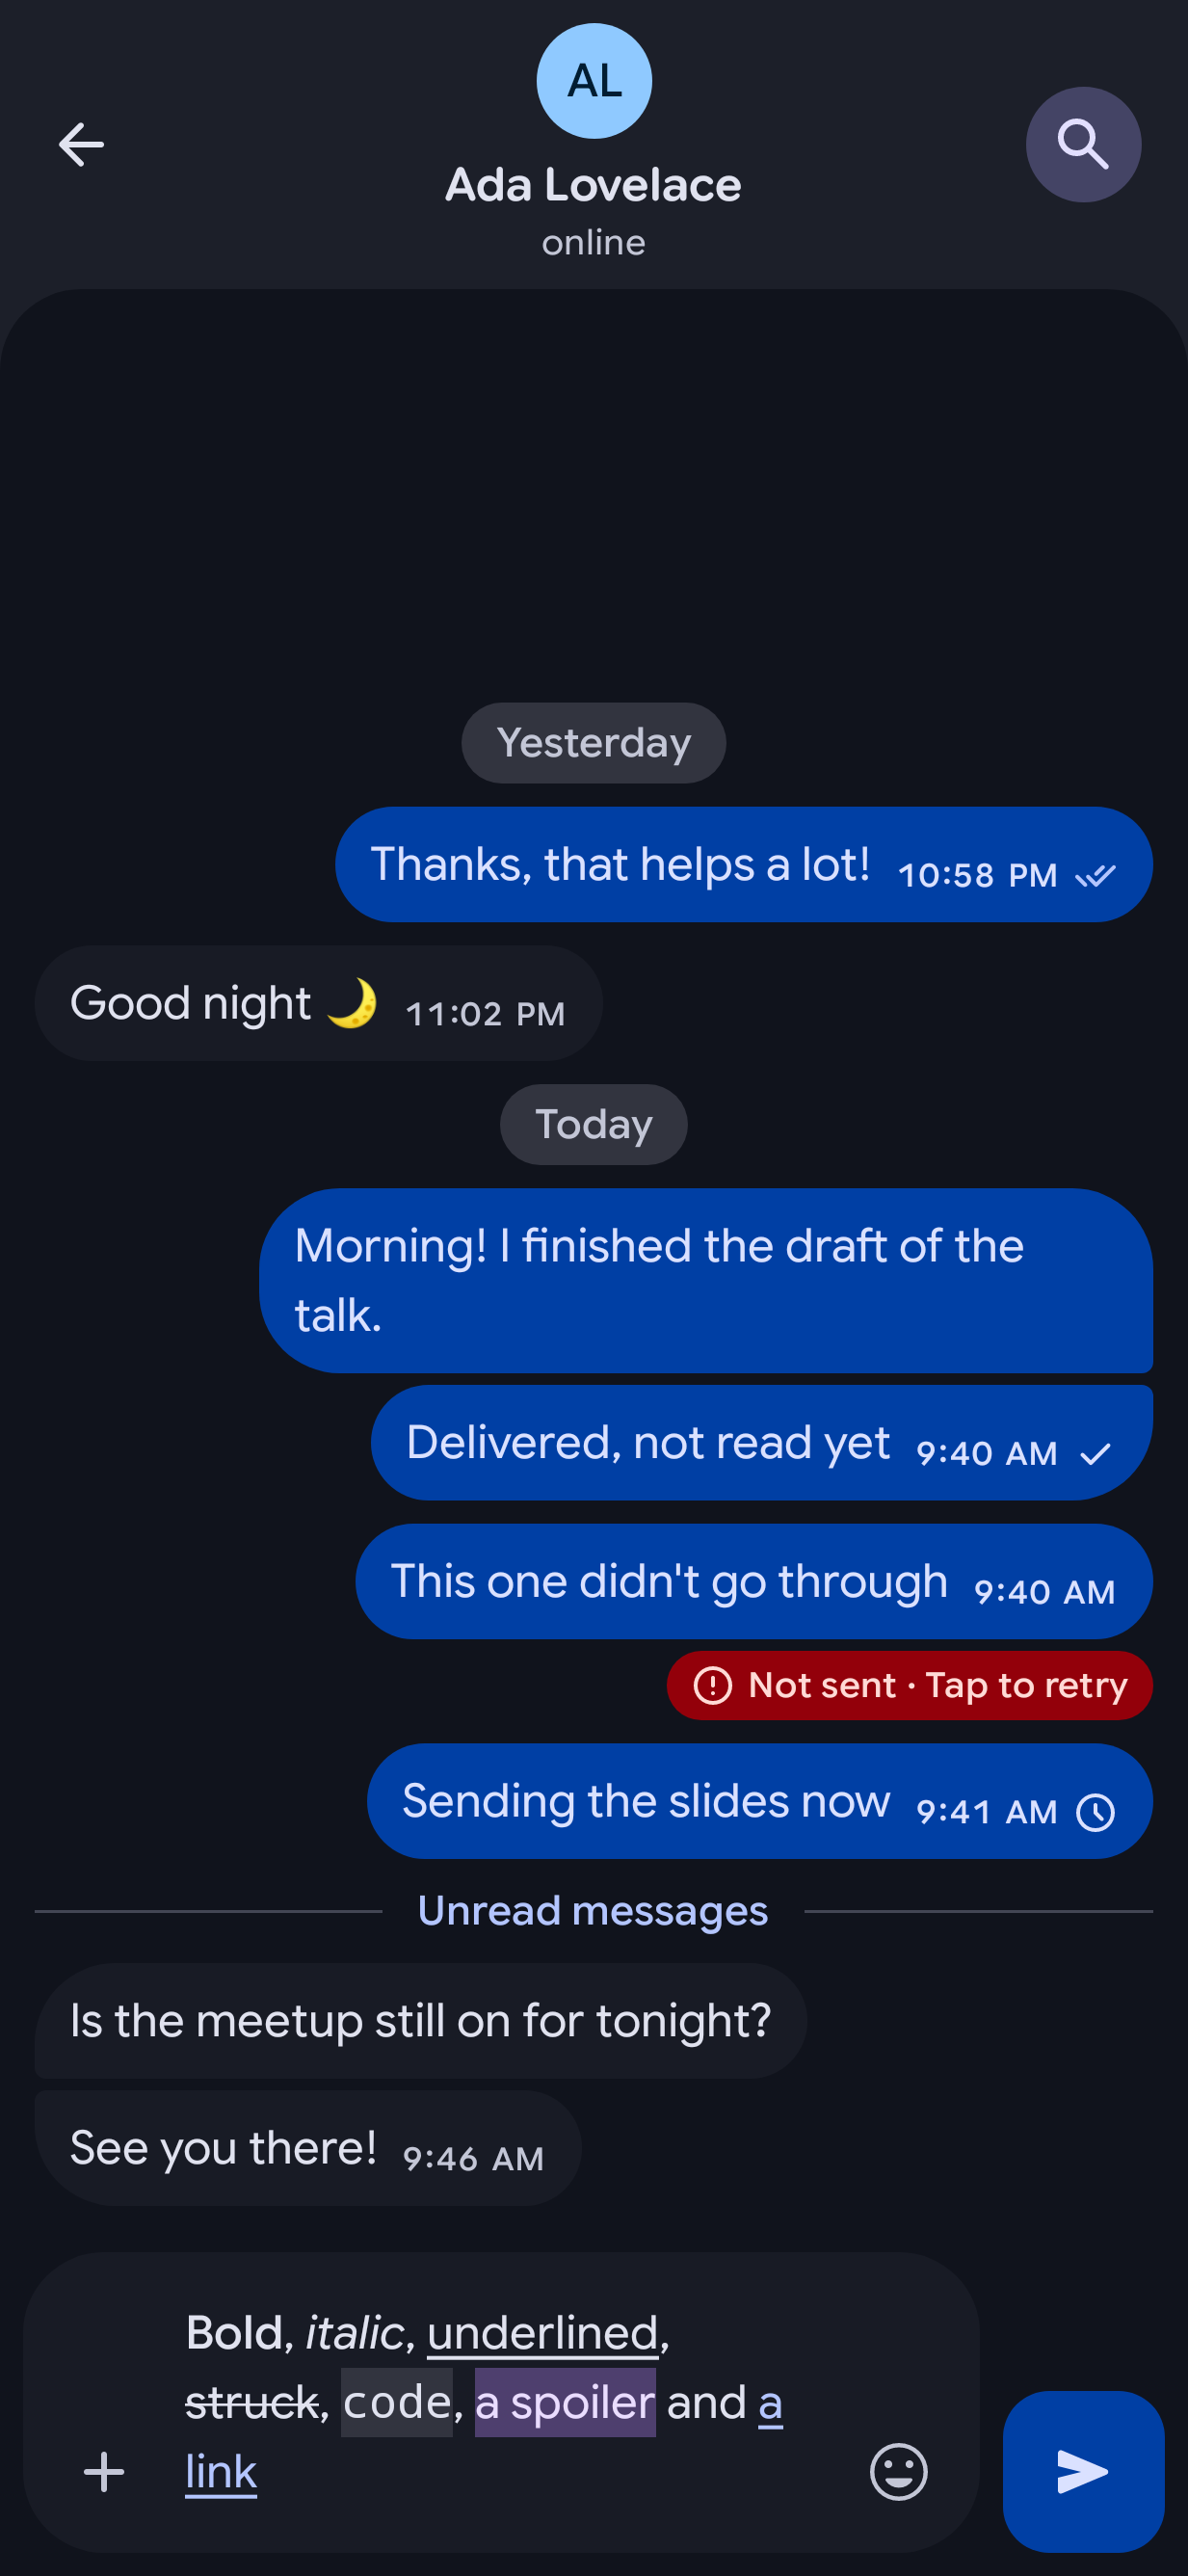 AL
Ada Lovelace
online
Yesterday
Thanks, that helps a lot! 10:58 PM
Good night 🌙 11:02 PM
Today
Morning! I finished the draft of the
talk.
Delivered, not read yet 9:40 AM
This one didn't go through 9:40 AM
Not sent · Tap to retry
Sending the slides now 9:41 AM
Unread messages
Is the meetup still on for tonight?
See you there! 9:46 AM
Bold, italic, underlined,
struck, code, a spoiler and a
link